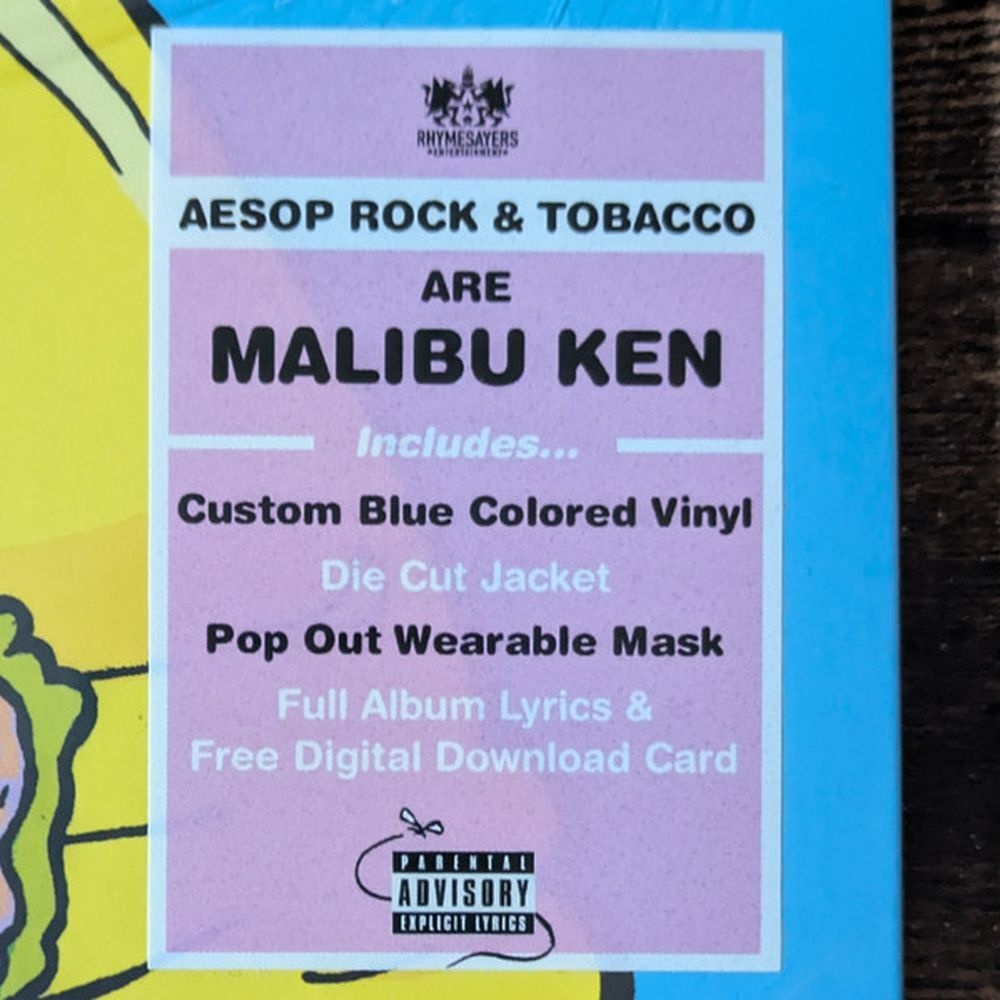 RHYMESAYERS
ENTERTAINMENT
AESOP ROCK & TOBACCO
ARE
MALIBU KEN
Includes...
Custom Blue Colored Vinyl
Die Cut Jacket
Pop Out Wearable Mask
Full Album Lyrics &
Free Digital Download Card
PARENTAL
ADVISORY
EXPLICIT LYRICS